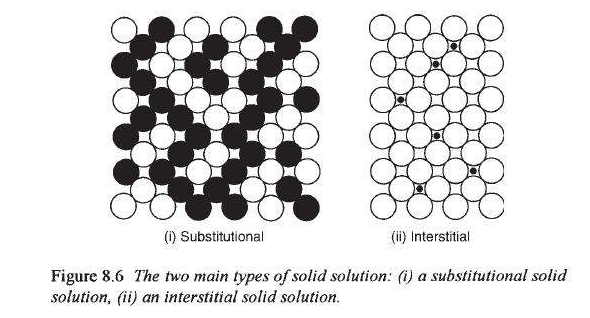 (i) Substitutional
(ii) Interstitial
Figure 8.6 The two main types of solid solution: (i) a substitutional solid
solution, (ii) an interstitial solid solution.